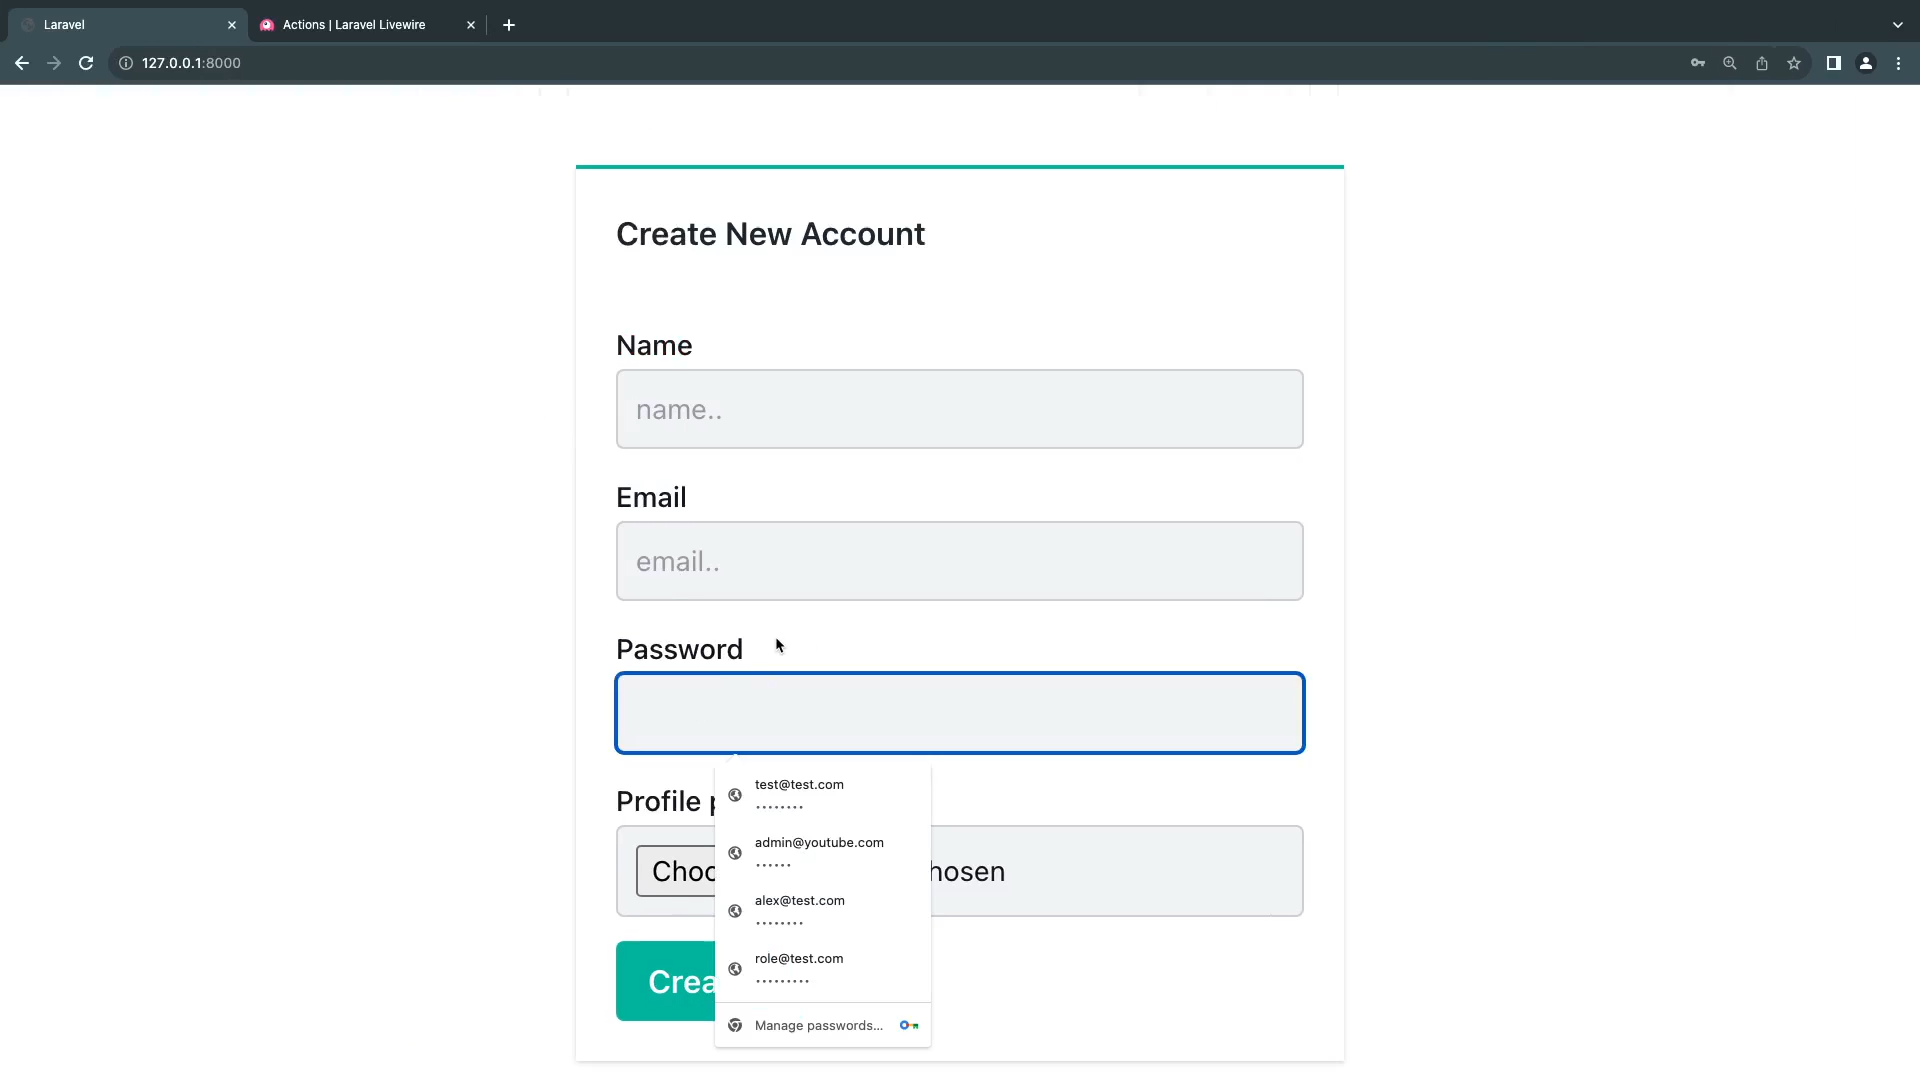 Laravel
Actions | Laravel Livewire
127.0.0.1:8000
Create New Account
Name
name..
Email
email..
Password
test@test.com
••••••••
Profile p
admin@youtube.com
••••••
Choo
hosen
alex@test.com
••••••••
role@test.com
•••••••••
Crea
Manage passwords...